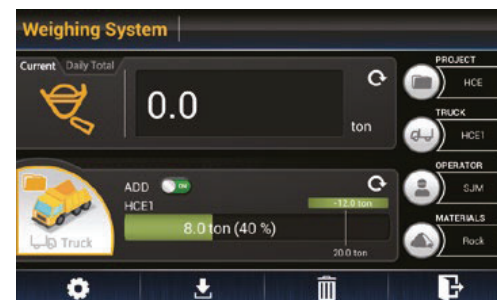 Weighing System
Current Daily Total
0.0
ton
ADD ON
HCE1
-12.0 ton
8.0 ton (40 %)
20.0 ton
Truck
PROJECT
HCE
TRUCK
HCE1
OPERATOR
SJM
MATERIALS
Rock